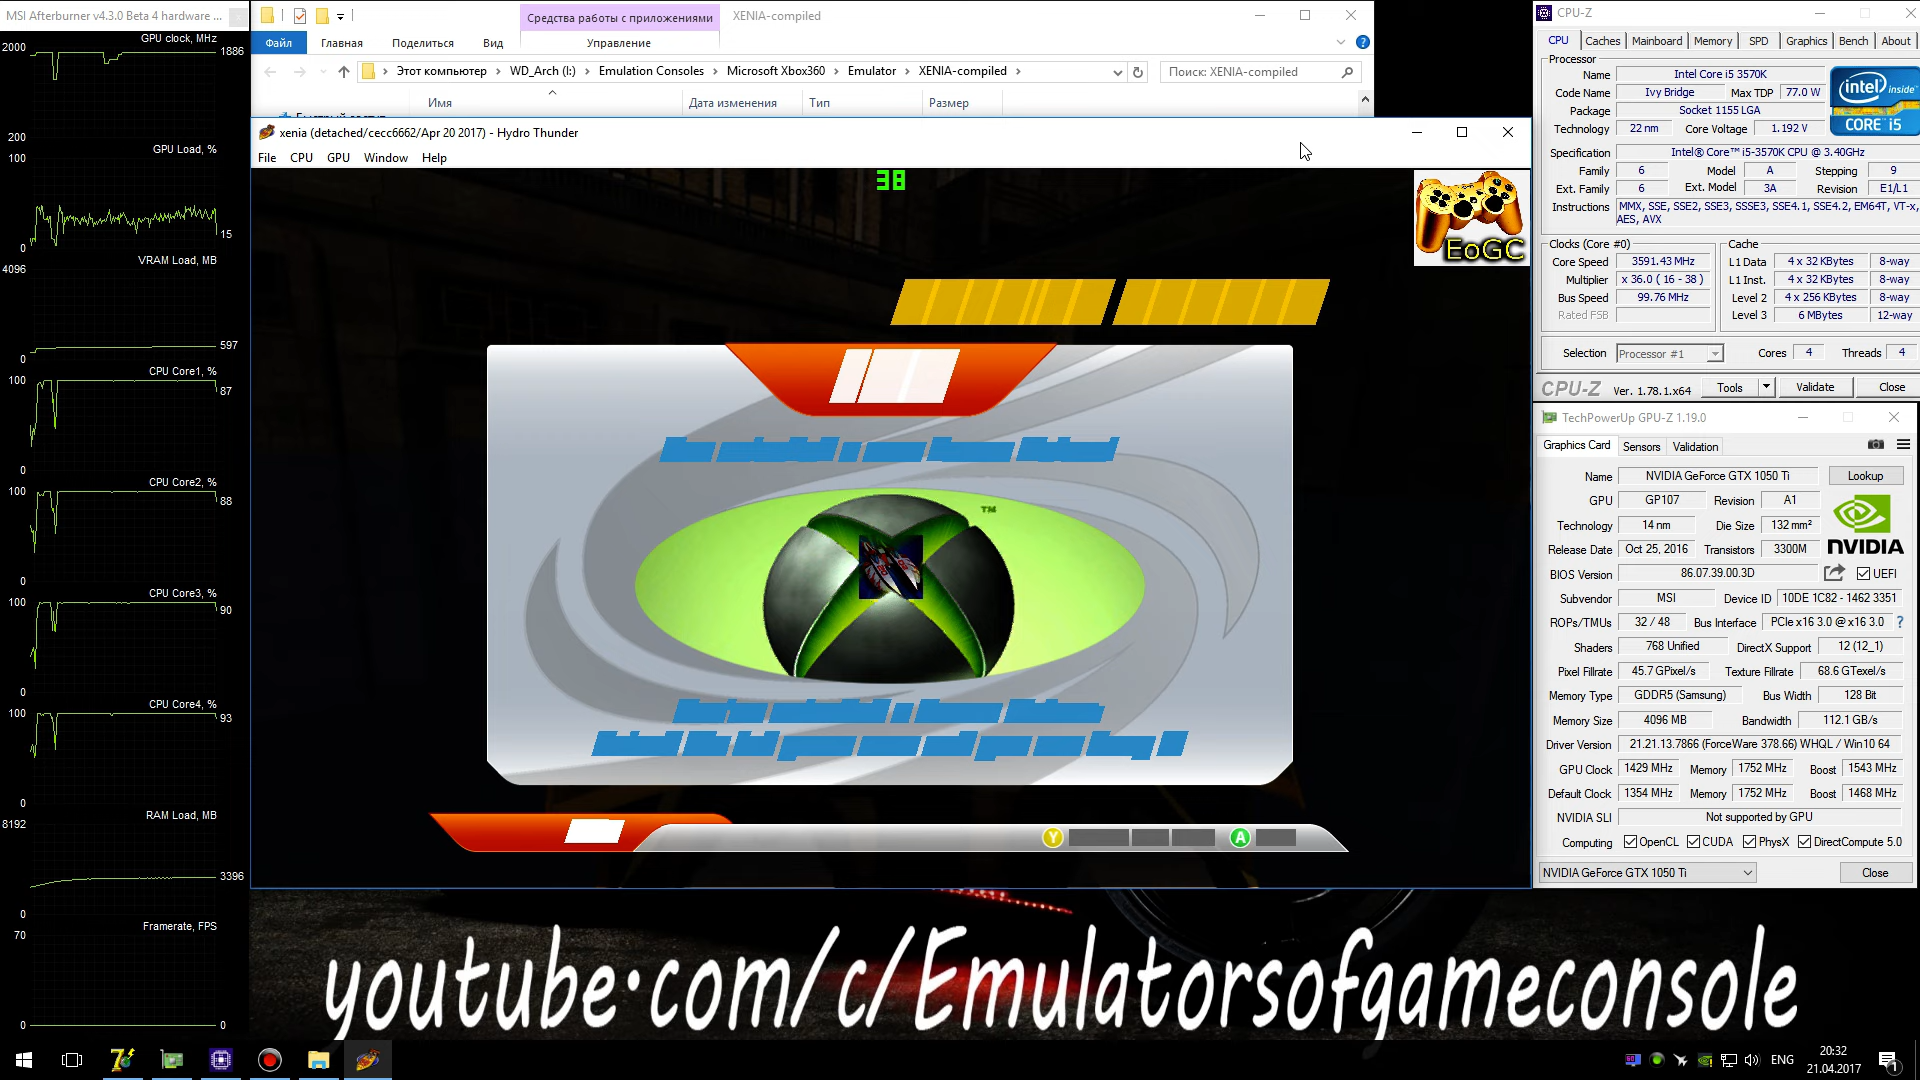 MSI Afterburner v4.3.0 Beta 4 hardware ...
GPU clock, MHz
2000
1886
200
GPU Load, %
100
15
0
VRAM Load, MB
4096
597
0
CPU Core1, %
100
87
0
CPU Core2, %
100
88
0
CPU Core3, %
100
90
0
CPU Core4, %
100
93
0
RAM Load, MB
8192
3396
0
Framerate, FPS
70
0
0
Средства работы с приложениями
XENIA-compiled
Файл
Главная
Поделиться
Вид
Управление
Этот компьютер
WD_Arch (I:)
Emulation Consoles
Microsoft Xbox360
Emulator
XENIA-compiled
Поиск: XENIA-compiled
Имя
Дата изменения
Тип
Размер
xenia (detached/cecc6662/Apr 20 2017) - Hydro Thunder
File CPU GPU Window Help
38
EoGC
TM
Y
A
CPU-Z
CPU Caches Mainboard Memory SPD Graphics Bench About
Processor
Name Intel Core i5 3570K
Code Name Ivy Bridge Max TDP 77.0 W
Package Socket 1155 LGA
Technology 22 nm Core Voltage 1.192 V
intel inside™
CORE i5
Specification Intel® Core™ i5-3570K CPU @ 3.40GHz
Family 6 Model A Stepping 9
Ext. Family 6 Ext. Model 3A Revision E1/L1
Instructions MMX, SSE, SSE2, SSE3, SSSE3, SSE4.1, SSE4.2, EM64T, VT-x,
AES, AVX
Clocks (Core #0)
Core Speed 3591.43 MHz
Multiplier x 36.0 ( 16 - 38 )
Bus Speed 99.76 MHz
Rated FSB
Cache
L1 Data 4 x 32 KBytes 8-way
L1 Inst. 4 x 32 KBytes 8-way
Level 2 4 x 256 KBytes 8-way
Level 3 6 MBytes 12-way
Selection Processor #1 Cores 4 Threads 4
CPU-Z Ver. 1.78.1.x64 Tools Validate Close
TechPowerUp GPU-Z 1.19.0
Graphics Card Sensors Validation
Name NVIDIA GeForce GTX 1050 Ti Lookup
GPU GP107 Revision A1
Technology 14 nm Die Size 132 mm²
Release Date Oct 25, 2016 Transistors 3300M
NVIDIA
BIOS Version 86.07.39.00.3D UEFI
Subvendor MSI Device ID 10DE 1C82 - 1462 3351
ROPs/TMUs 32 / 48 Bus Interface PCIe x16 3.0 @ x16 3.0 ?
Shaders 768 Unified DirectX Support 12 (12_1)
Pixel Fillrate 45.7 GPixel/s Texture Fillrate 68.6 GTexel/s
Memory Type GDDR5 (Samsung) Bus Width 128 Bit
Memory Size 4096 MB Bandwidth 112.1 GB/s
Driver Version 21.21.13.7866 (ForceWare 378.66) WHQL / Win10 64
GPU Clock 1429 MHz Memory 1752 MHz Boost 1543 MHz
Default Clock 1354 MHz Memory 1752 MHz Boost 1468 MHz
NVIDIA SLI Not supported by GPU
Computing OpenCL CUDA PhysX DirectCompute 5.0
NVIDIA GeForce GTX 1050 Ti Close
youtube.com/c/Emulatorsofgameconsole
ENG
20:32
21.04.2017
1